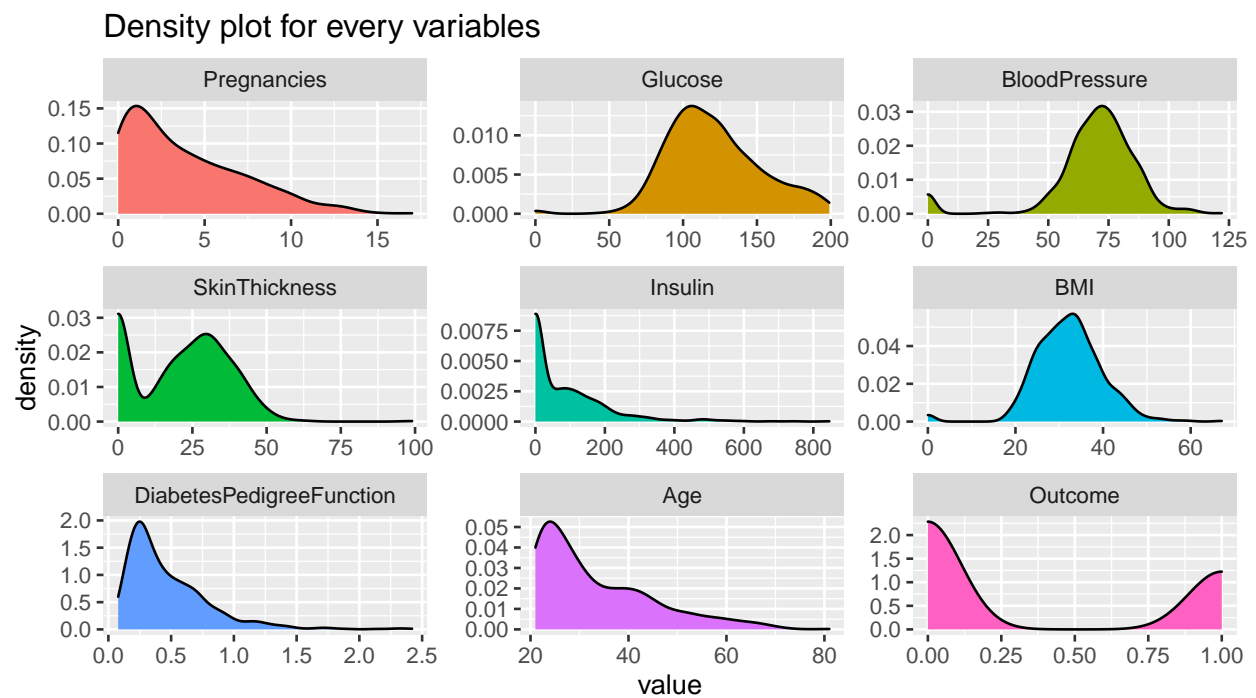 Density plot for every variables
Pregnancies
0.15
0.10
0.05
0.00
0 5 10 15
Glucose
0.010
0.005
0.000
0 50 100 150 200
BloodPressure
0.03
0.02
0.01
0.00
0 25 50 75 100 125
density
SkinThickness
0.03
0.02
0.01
0.00
0 25 50 75 100
Insulin
0.0075
0.0050
0.0025
0.0000
0 200 400 600 800
BMI
0.04
0.02
0.00
0 20 40 60
DiabetesPedigreeFunction
2.0
1.5
1.0
0.5
0.0
0.0 0.5 1.0 1.5 2.0 2.5
Age
0.05
0.04
0.03
0.02
0.01
0.00
20 40 60 80
Outcome
2.0
1.5
1.0
0.5
0.0
0.00 0.25 0.50 0.75 1.00
value